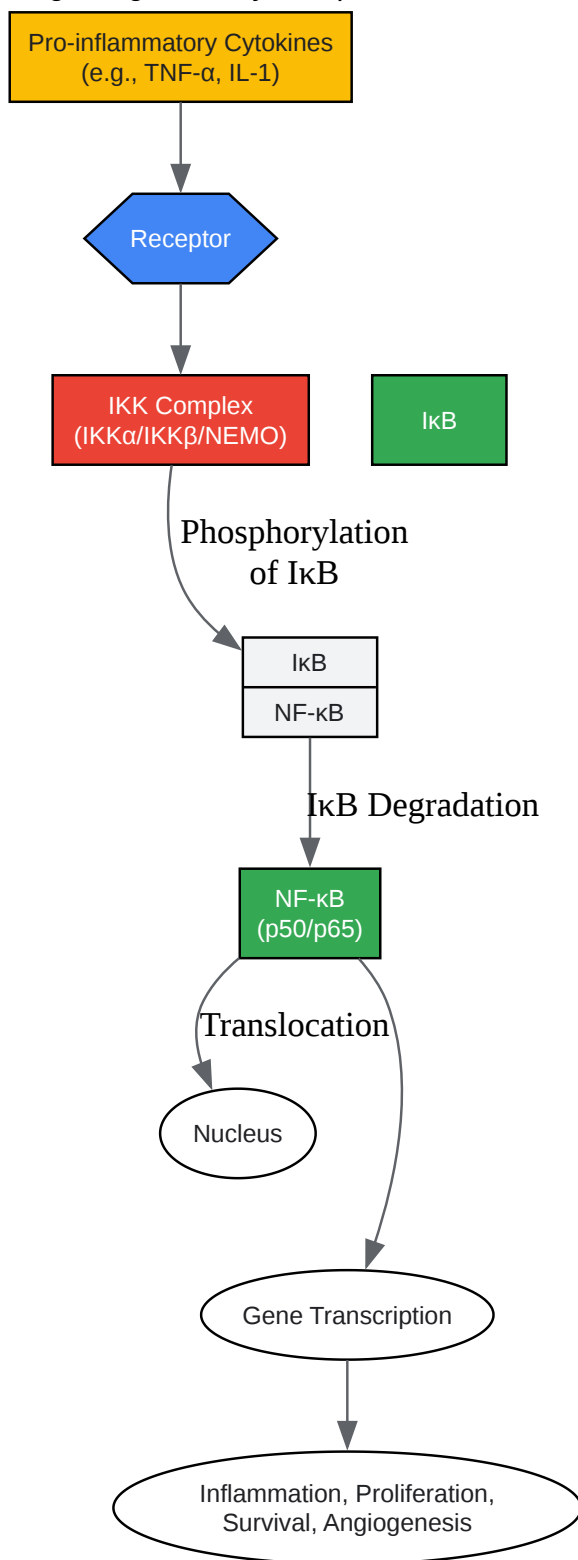 Pro-inflammatory Cytokines
(e.g., TNF-α, IL-1)
Receptor
IKK Complex
(IKKα/IKKβ/NEMO)
IκB
Phosphorylation
of IκB
IκB
NF-κB
IκB Degradation
NF-κB
(p50/p65)
Translocation
Nucleus
Gene Transcription
Inflammation, Proliferation,
Survival, Angiogenesis